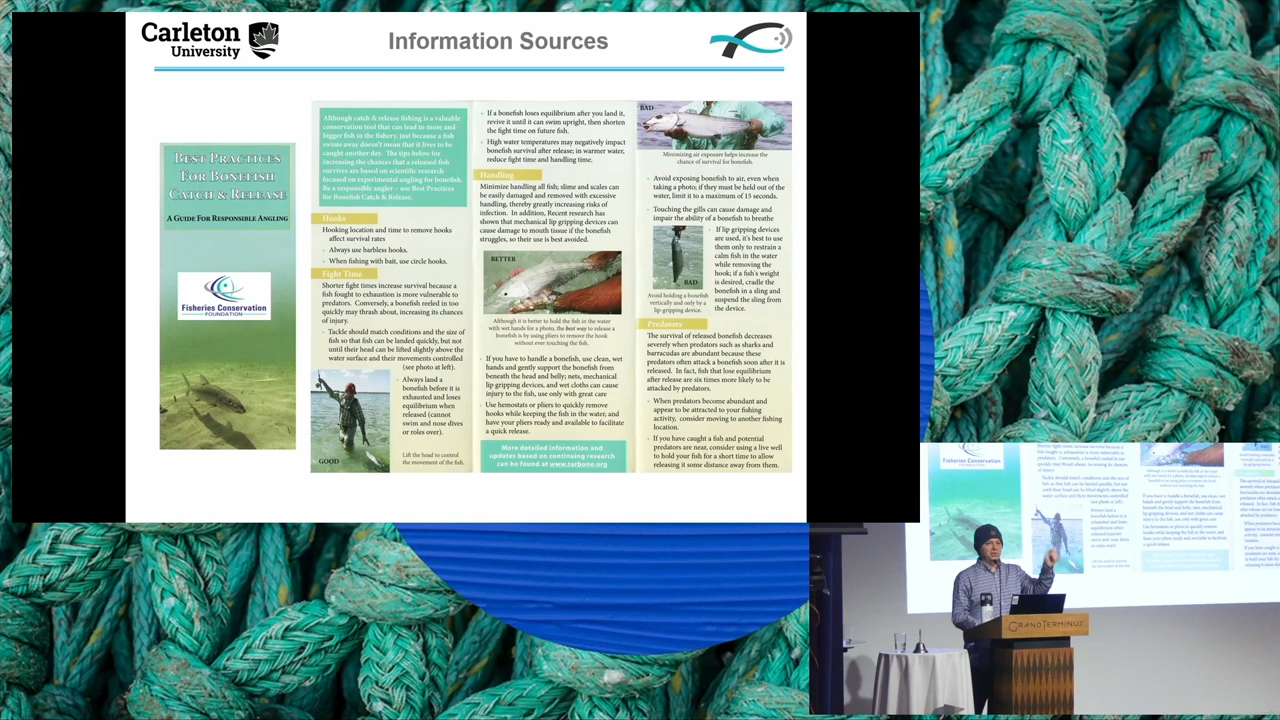 Carleton
University
Information Sources
BEST PRACTICES
FOR BONEFISH
CATCH & RELEASE
A GUIDE FOR RESPONSIBLE ANGLING
Fisheries Conservation
FOUNDATION
Although catch & release fishing is a valuable
conservation tool that can lead to more and
bigger fish in the fishery, just because a fish
swims away doesn't mean that it lives to be
caught another day. The tips below for
increasing the chances that a released fish
survives are based on scientific research
focused on experimental angling for bonefish.
Be a responsible angler— use Best Practices
for Bonefish Catch & Release.
Hooks
Hooking location and time to remove hooks
affect survival rates
Always use barbless hooks.
When fishing with bait, use circle hooks.
Fight Time
Shorter fight times increase survival because a
fish fought to exhaustion is more vulnerable to
predators. Conversely, a bonefish reeled in too
quickly may thrash about, increasing its chances
of injury.
Tackle should match conditions and the size of
fish so that fish can be landed quickly, but not
until their head can be lifted slightly above the
water surface and their movements controlled
(see photo at left).
Always land a
bonefish before it is
exhausted and loses
equilibrium when
released (cannot
swim and nose dives
or roles over).
GOOD
Lift the head to control
the movement of the fish.
If a bonefish loses equilibrium after you land it,
revive it until it can swim upright, then shorten
the fight time on future fish.
High water temperatures may negatively impact
bonefish survival after release; in warmer water,
reduce fight time and handling time.
Handling
Minimize handling all fish; slime and scales can
be easily damaged and removed with excessive
handling, thereby greatly increasing risks of
infection. In addition, Recent research has
shown that mechanical lip gripping devices can
cause damage to mouth tissue if the bonefish
struggles, so their use is best avoided.
BETTER
Although it is better to hold the fish in the water
with wet hands for a photo, the best way to release a
bonefish is by using pliers to remove the hook
without ever touching the fish.
If you have to handle a bonefish, use clean, wet
hands and gently support the bonefish from
beneath the head and belly; nets, mechanical
lip gripping devices, and wet cloths can cause
injury to the fish, use only with great care
Use hemostats or pliers to quickly remove
hooks while keeping the fish in the water, and
have your pliers ready and available to facilitate
a quick release.
More detailed information and
updates based on continuing research
can be found at www.tarbone.org
BAD
Minimizing air exposure helps increase the
chance of survival for bonefish.
Avoid exposing bonefish to air, even when
taking a photo; if they must be held out of the
water, limit it to a maximum of 15 seconds.
Touching the gills can cause damage and
impair the ability of a bonefish to breathe
If lip gripping devices
are used, it's best to use
them only to restrain a
calm fish in the water
while removing the
hook; if a fish's weight
is desired, cradle the
bonefish in a sling and
suspend the sling from
the device.
BAD
Avoid holding a bonefish
vertically and only by a
lip-gripping device.
Predators
The survival of released bonefish decreases
severely when predators such as sharks and
barracudas are abundant because these
predators often attack a bonefish soon after it is
released. In fact, fish that lose equilibrium
after release are six times more likely to be
attacked by predators.
When predators become abundant and
appear to be attracted to your fishing
activity, consider moving to another fishing
location.
If you have caught a fish and potential
predators are near, consider using a live well
to hold your fish for a short time to allow
releasing it some distance away from them.
Fisheries Conservation
GRAND TERMINUS